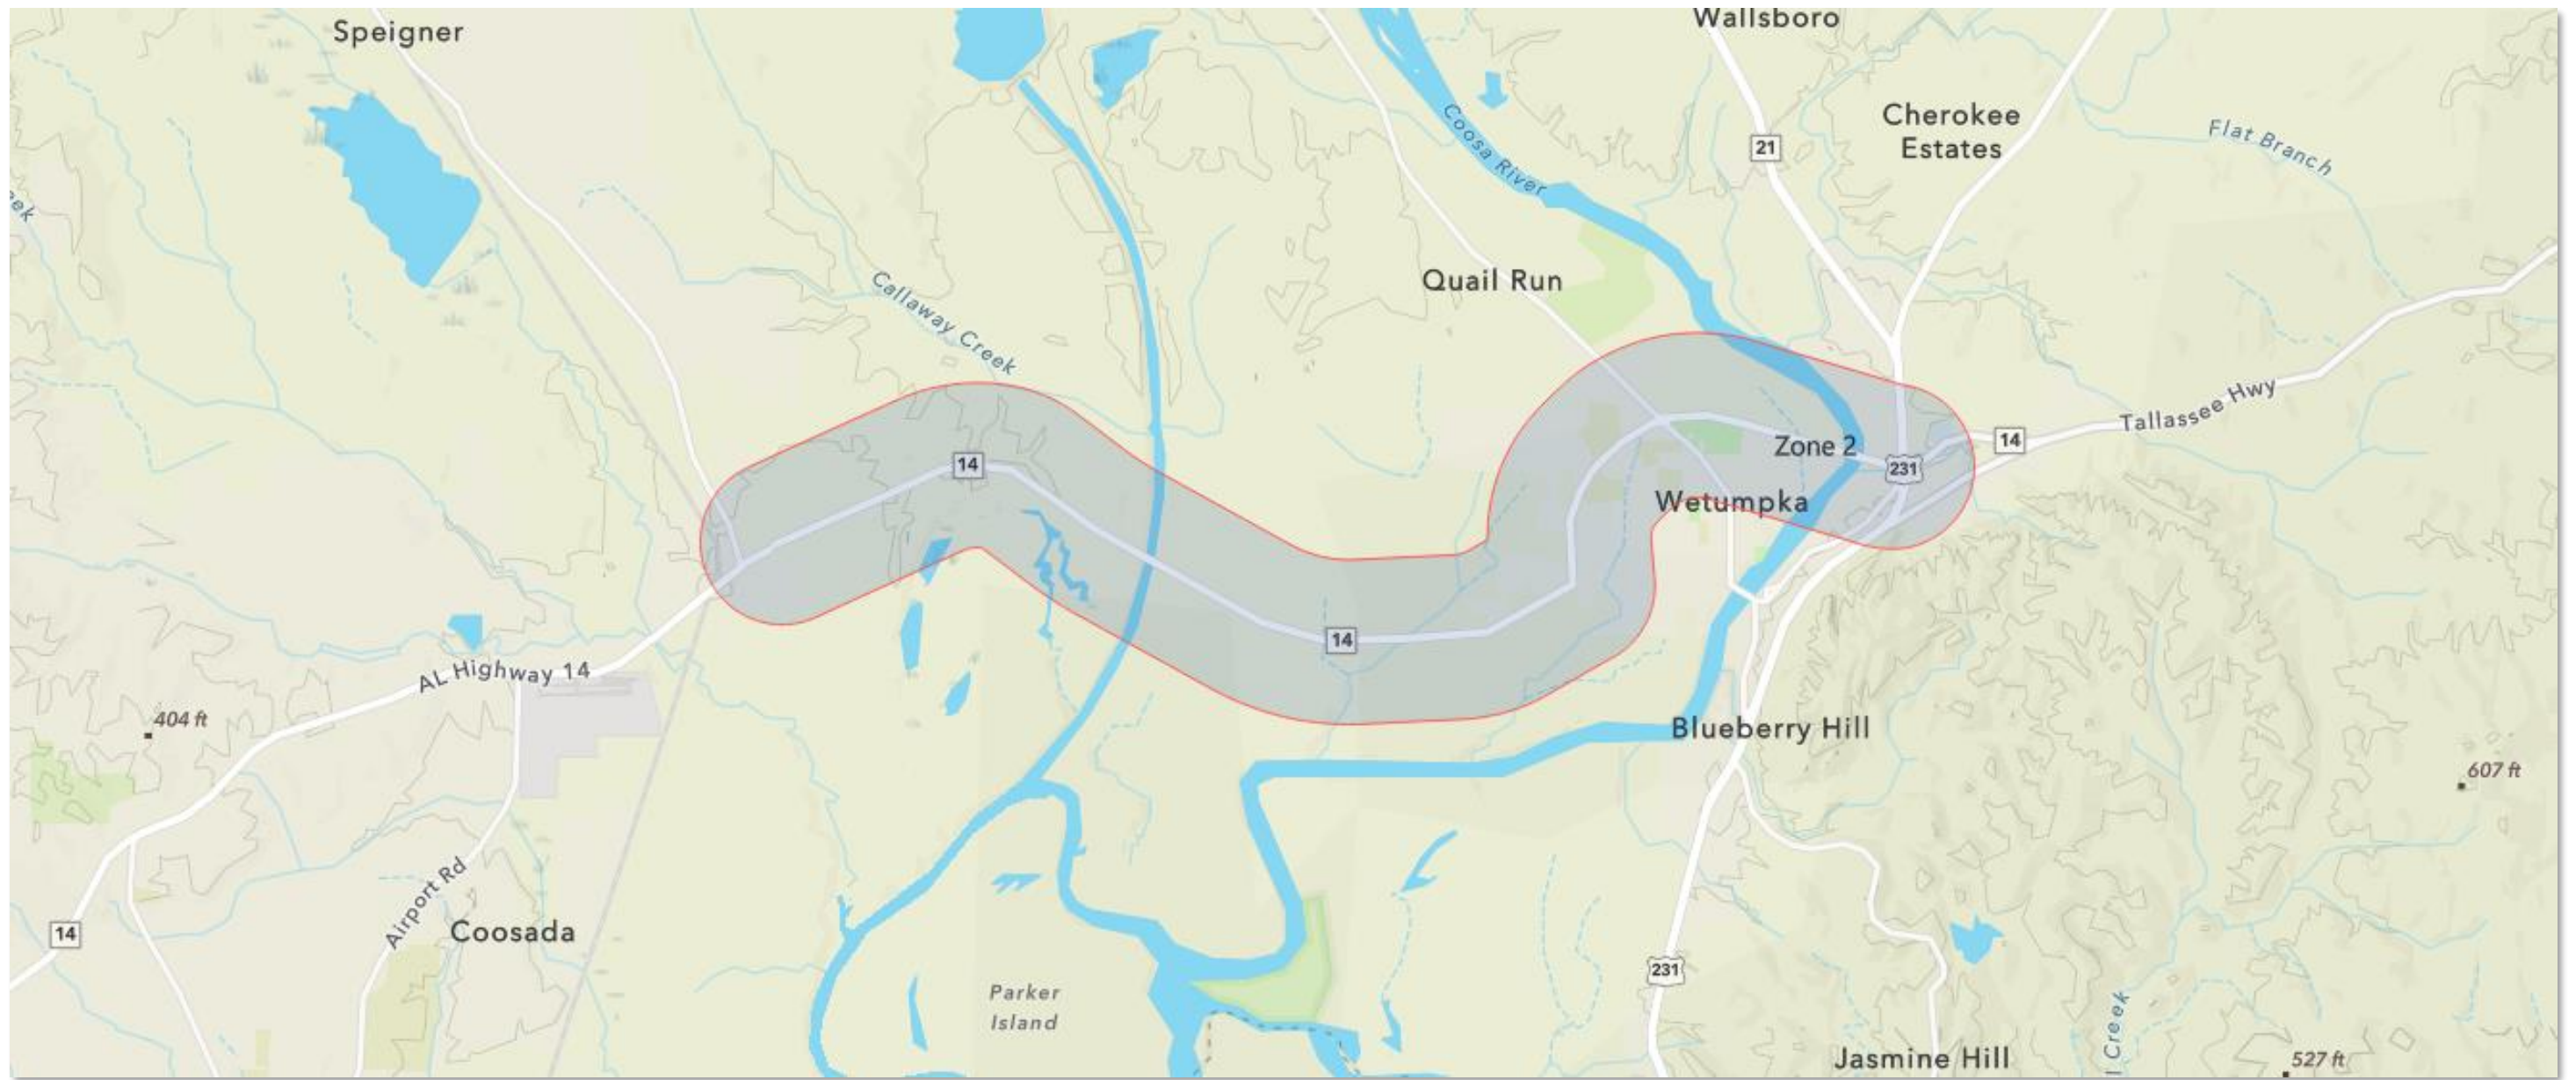 Speigner
Wallsboro
Cherokee
Estates
Flat Branch
Coosa River
21
eek
Quail Run
Callaway Creek
Tallassee Hwy
14
Zone 2
14
231
Wetumpka
14
AL Highway 14
404 ft
Blueberry Hill
607 ft
Airport Rd
Coosada
14
231
Parker
Island
l Creek
Jasmine Hill
527 ft